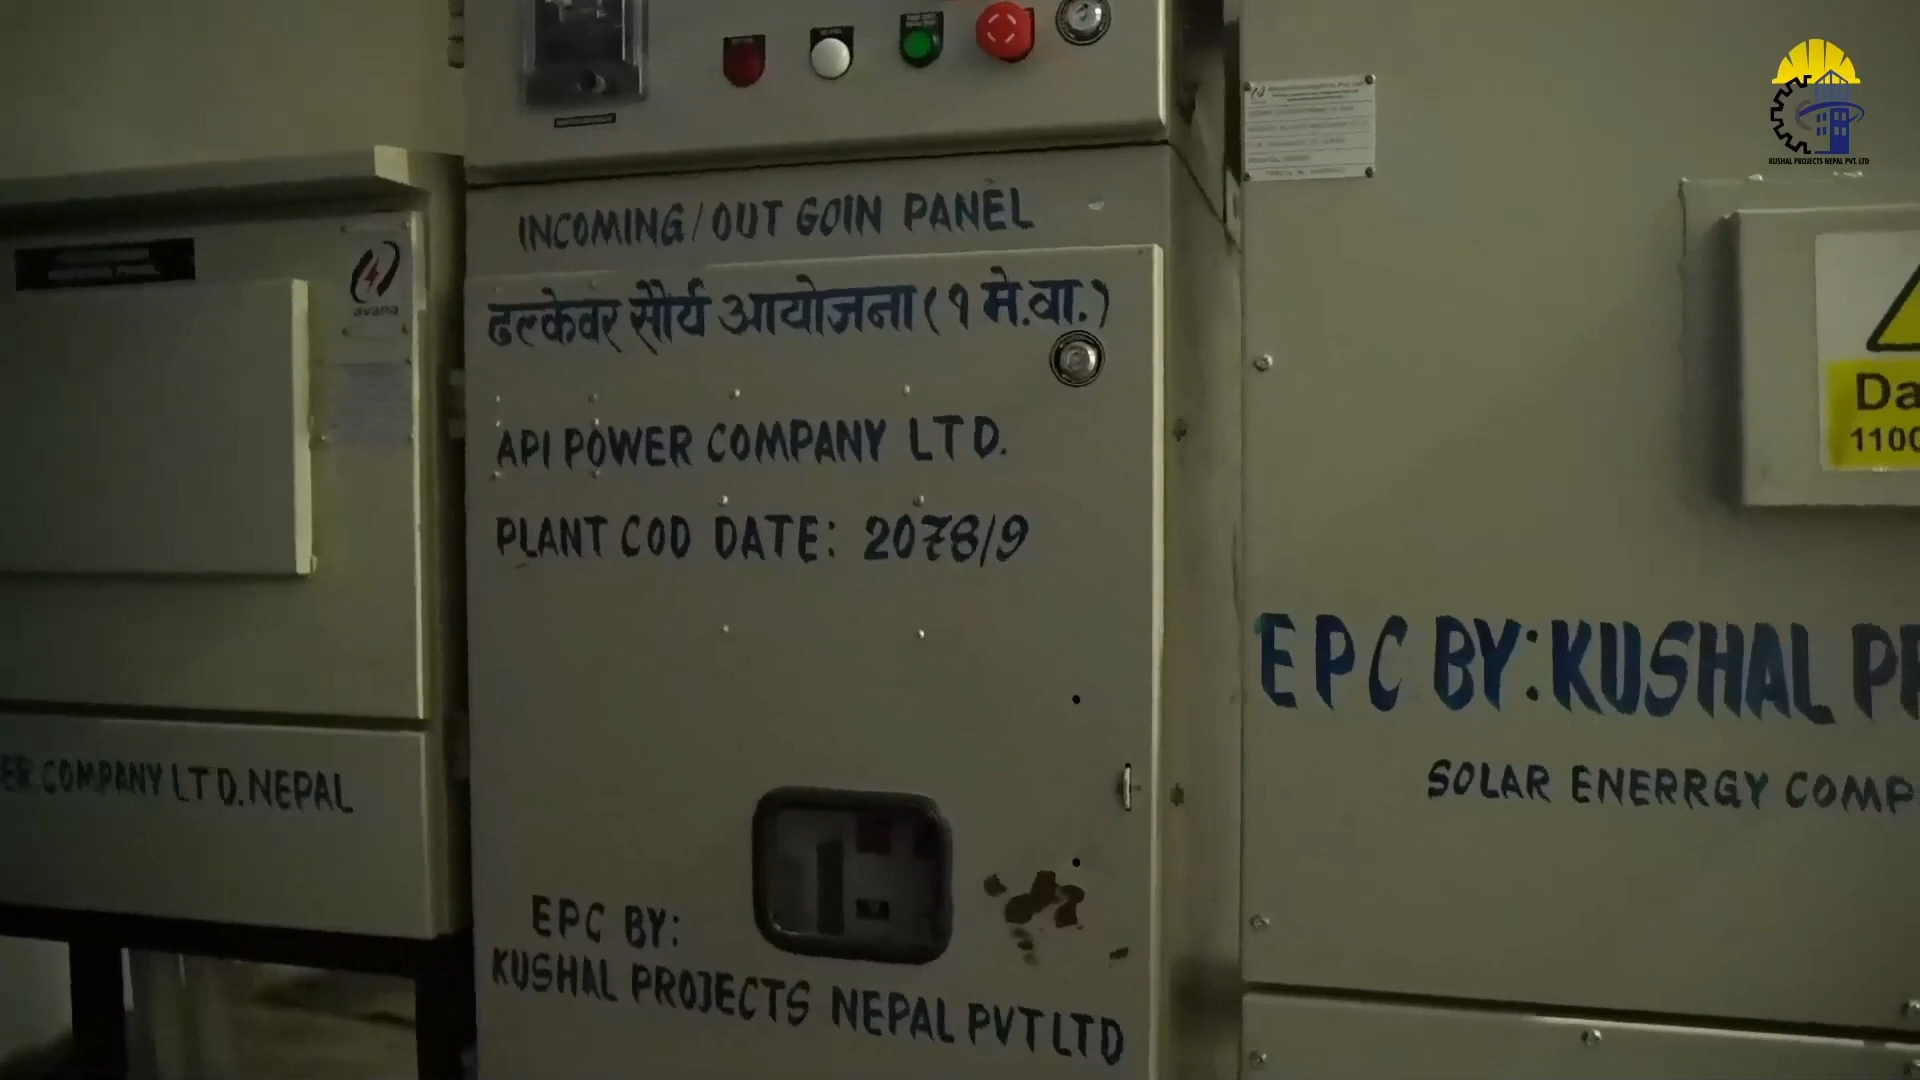 KUSHAL PROJECTS NEPAL PVT. LTD
INCOMING/OUT GOIN PANEL
ढल्केवर सौर्य आयोजना (१ मे.वा.)
API POWER COMPANY LTD.
PLANT COD DATE: 2078/9
EPC BY:
KUSHAL PROJECTS NEPAL PVT LTD
avana
ER COMPANY LTD. NEPAL
Da
1100
EPC BY: KUSHAL PR
SOLAR ENERRGY COMP